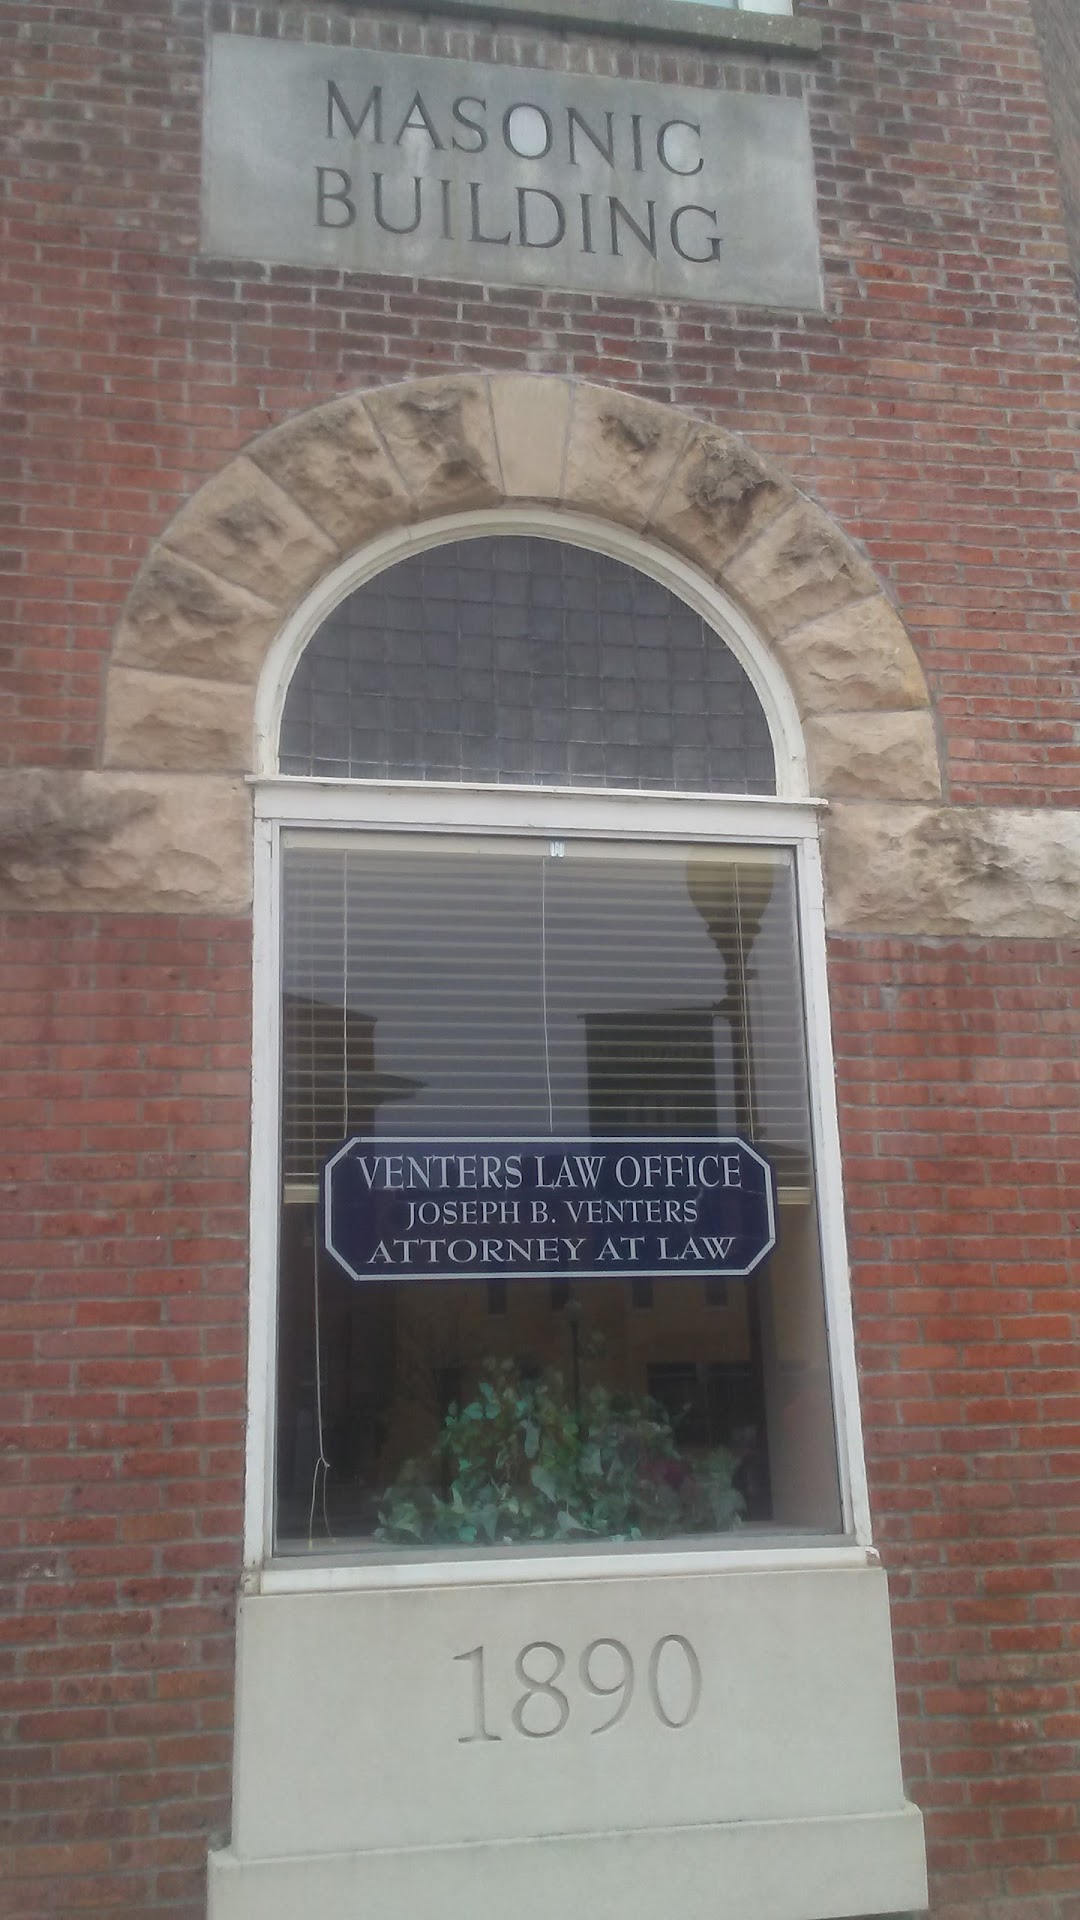 MASONIC
BUILDING
VENTERS LAW OFFICE
JOSEPH B. VENTERS
ATTORNEY AT LAW
1890